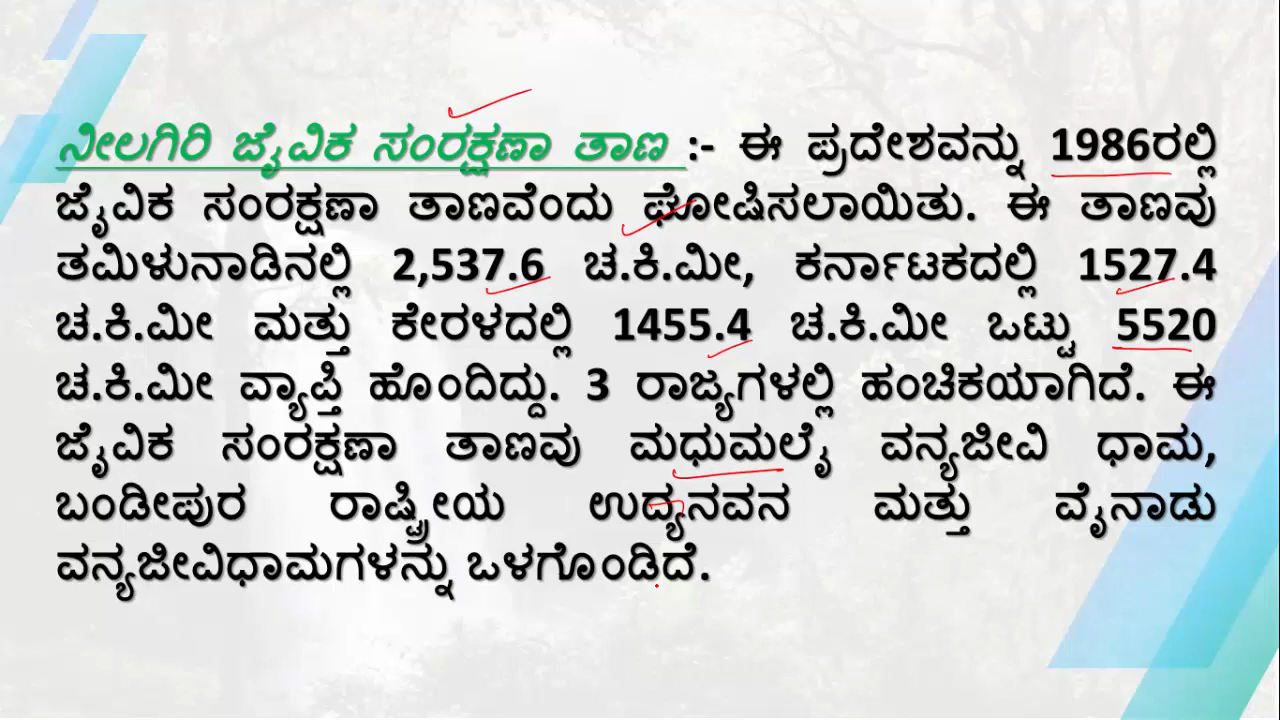 ನೀಲಗಿರಿ ಜೈವಿಕ ಸಂರಕ್ಷಣಾ ತಾಣ :- ಈ ಪ್ರದೇಶವನ್ನು 1986ರಲ್ಲಿ
ಜೈವಿಕ ಸಂರಕ್ಷಣಾ ತಾಣವೆಂದು ಘೋಷಿಸಲಾಯಿತು. ಈ ತಾಣವು
ತಮಿಳುನಾಡಿನಲ್ಲಿ 2,537.6 ಚ.ಕಿ.ಮೀ, ಕರ್ನಾಟಕದಲ್ಲಿ 1527.4
ಚ.ಕಿ.ಮೀ ಮತ್ತು ಕೇರಳದಲ್ಲಿ 1455.4 ಚ.ಕಿ.ಮೀ ಒಟ್ಟು 5520
ಚ.ಕಿ.ಮೀ ವ್ಯಾಪ್ತಿ ಹೊಂದಿದ್ದು. 3 ರಾಜ್ಯಗಳಲ್ಲಿ ಹಂಚಿಕಯಾಗಿದೆ. ಈ
ಜೈವಿಕ ಸಂರಕ್ಷಣಾ ತಾಣವು ಮಧುಮಲೈ ವನ್ಯಜೀವಿ ಧಾಮ,
ಬಂಡೀಪುರ ರಾಷ್ಟ್ರೀಯ ಉದ್ಯನವನ ಮತ್ತು ವೈನಾಡು
ವನ್ಯಜೀವಿಧಾಮಗಳನ್ನು ಒಳಗೊಂಡಿದೆ.